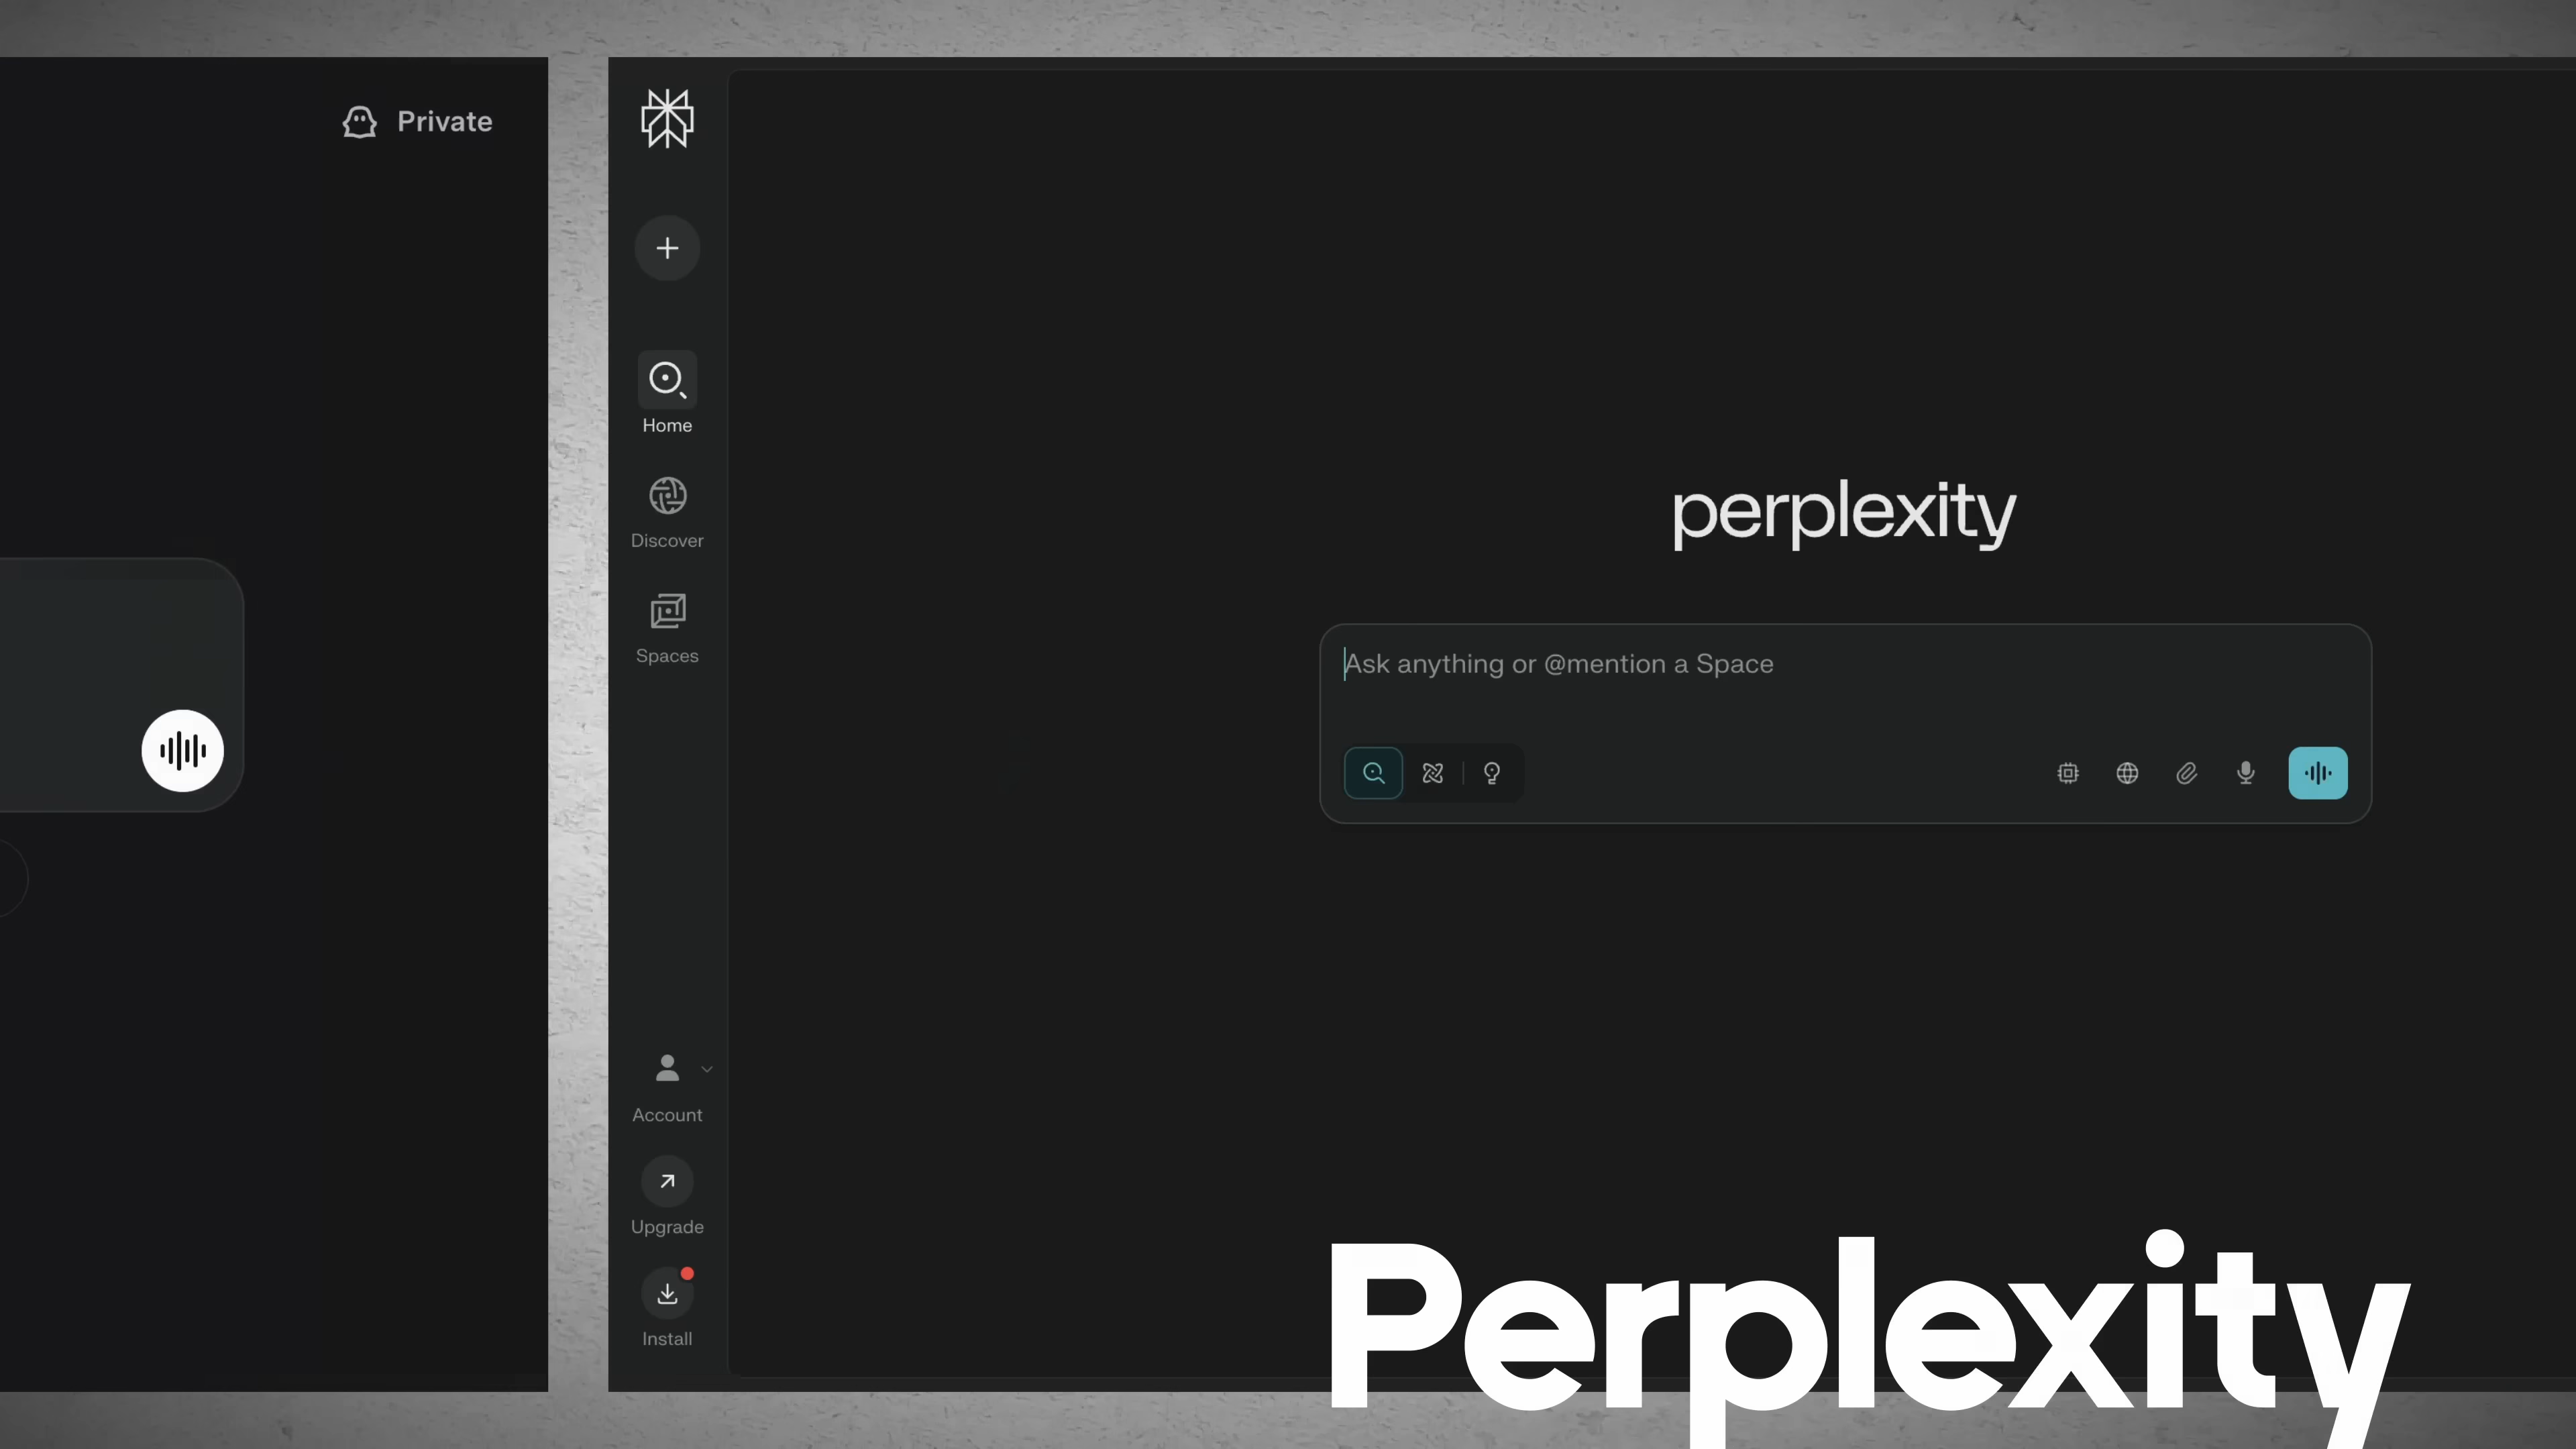 Private
Home
Discover
Spaces
Account
Upgrade
Install
perplexity
Ask anything or @mention a Space
Perplexity